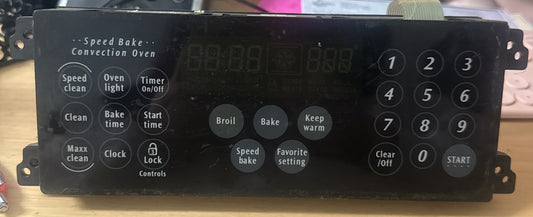 ··Speed Bake··
Convection Oven
Speed
clean
Oven
light
Timer
On/Off
Clean
Bake
time
Start
time
Maxx
clean
Clock
Lock
Controls
Broil
Bake
Keep
warm
Speed
bake
Favorite
setting
1 2 3
4 5 6
7 8 9
Clear
/Off
0
START